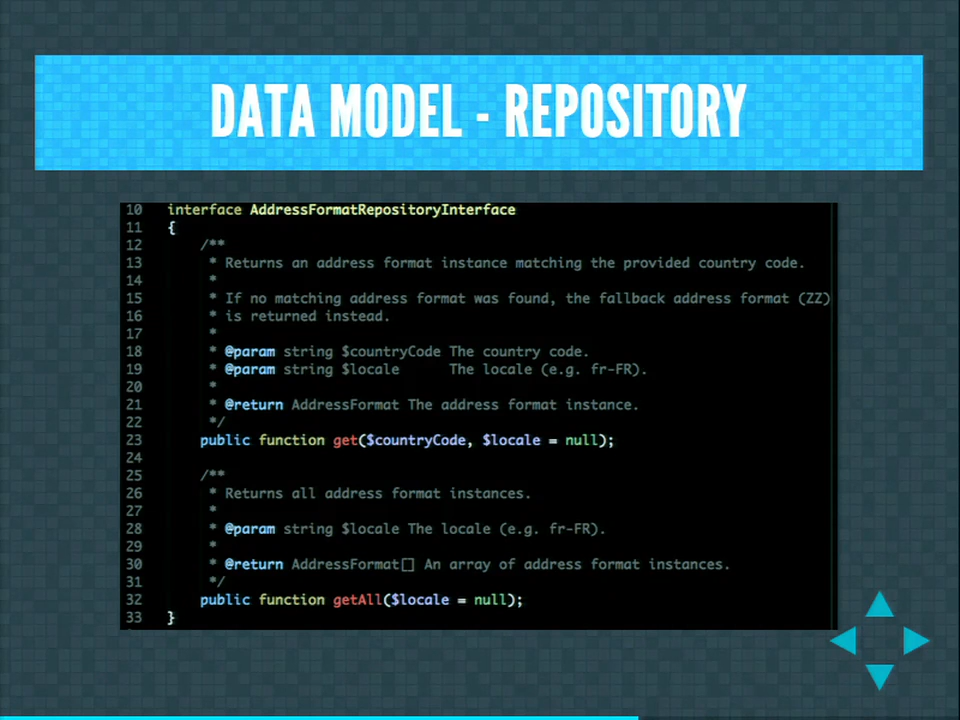 DATA MODEL - REPOSITORY
10 interface AddressFormatRepositoryInterface
11 {
12 /**
13 * Returns an address format instance matching the provided country code.
14 *
15 * If no matching address format was found, the fallback address format (ZZ)
16 * is returned instead.
17 *
18 * @param string $countryCode The country code.
19 * @param string $locale The locale (e.g. fr-FR).
20 *
21 * @return AddressFormat The address format instance.
22 */
23 public function get($countryCode, $locale = null);
24
25 /**
26 * Returns all address format instances.
27 *
28 * @param string $locale The locale (e.g. fr-FR).
29 *
30 * @return AddressFormat[] An array of address format instances.
31 */
32 public function getAll($locale = null);
33 }